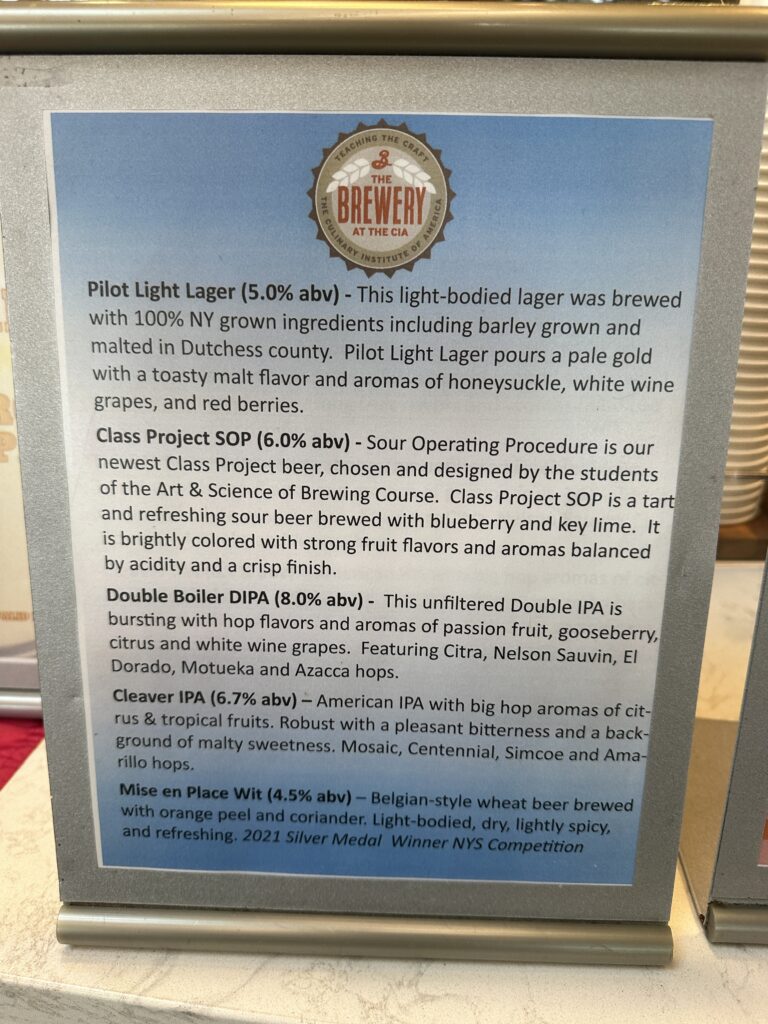 TEACHING THE CRAFT
B
THE
BREWERY
AT THE CIA
THE CULINARY INSTITUTE OF AMERICA
Pilot Light Lager (5.0% abv) - This light-bodied lager was brewed
with 100% NY grown ingredients including barley grown and
malted in Dutchess county.  Pilot Light Lager pours a pale gold
with a toasty malt flavor and aromas of honeysuckle, white wine
grapes, and red berries.
Class Project SOP (6.0% abv) - Sour Operating Procedure is our
newest Class Project beer, chosen and designed by the students
of the Art & Science of Brewing Course.  Class Project SOP is a tart
and refreshing sour beer brewed with blueberry and key lime.  It
is brightly colored with strong fruit flavors and aromas balanced
by acidity and a crisp finish.
Double Boiler DIPA (8.0% abv) -  This unfiltered Double IPA is
bursting with hop flavors and aromas of passion fruit, gooseberry,
citrus and white wine grapes.  Featuring Citra, Nelson Sauvin, El
Dorado, Motueka and Azacca hops.
Cleaver IPA (6.7% abv) – American IPA with big hop aromas of cit-
rus & tropical fruits. Robust with a pleasant bitterness and a back-
ground of malty sweetness. Mosaic, Centennial, Simcoe and Ama-
rillo hops.
Mise en Place Wit (4.5% abv) – Belgian-style wheat beer brewed
with orange peel and coriander. Light-bodied, dry, lightly spicy,
and refreshing. 2021 Silver Medal  Winner NYS Competition